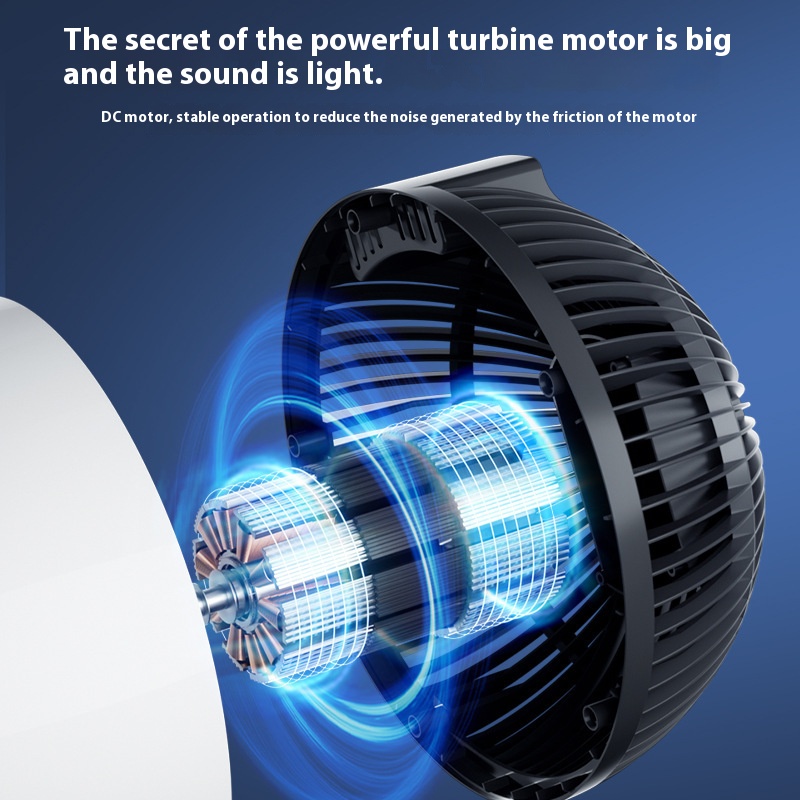 The secret of the powerful turbine motor is big
and the sound is light.
DC motor, stable operation to reduce the noise generated by the friction of the motor